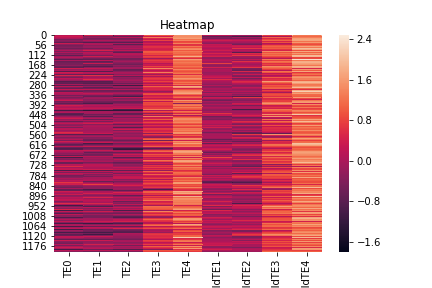 Heatmap
0
56
112
168
224
280
336
392
448
504
560
616
672
728
784
840
896
952
1008
1064
1120
1176
TE0
TE1
TE2
TE3
TE4
IdTE1
IdTE2
IdTE3
IdTE4
2.4
1.6
0.8
0.0
−0.8
−1.6